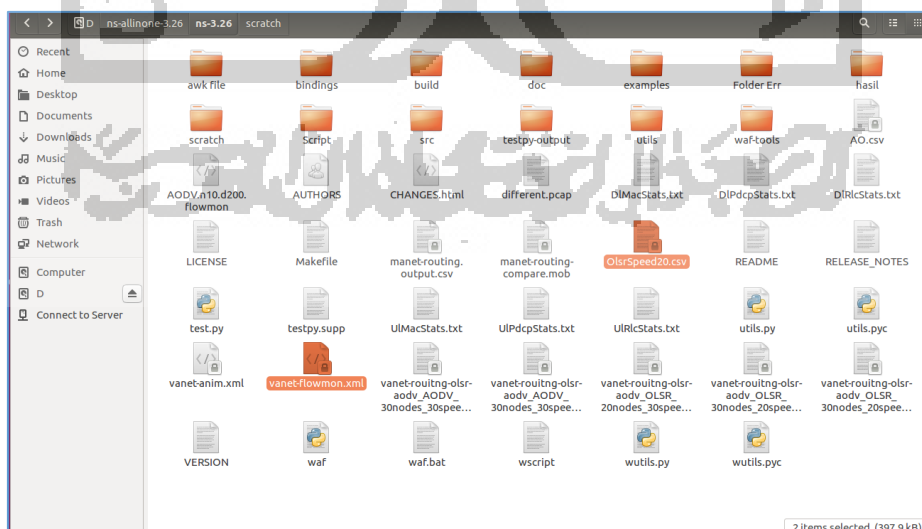 D ns-allinone-3.26 ns-3.26 scratch
Recent
Home
Desktop
Documents
Downloads
Music
Pictures
Videos
Trash
Network
Computer
D
Connect to Server
awk file bindings build doc examples Folder Err hasil
scratch Script src testpy-output utils waf-tools AO.csv
AODV.n10.d200. AUTHORS CHANGES.html different.pcap DlMacStats.txt DlPdcpStats.txt DlRlcStats.txt
flowmon
LICENSE Makefile manet-routing. manet-routing- OlsrSpeed20.csv README RELEASE_NOTES
output.csv compare.mob
test.py testpy.supp UlMacStats.txt UlPdcpStats.txt UlRlcStats.txt utils.py utils.pyc
vanet-anim.xml vanet-flowmon.xml vanet-rouitng-olsr- vanet-rouitng-olsr- vanet-rouitng-olsr- vanet-rouitng-olsr- vanet-rouitng-olsr-
aodv_AODV_ aodv_AODV_ aodv_OLSR_ aodv_OLSR_ aodv_OLSR_
30nodes_30spee... 30nodes_30spee... 20nodes_30spee... 30nodes_20spee... 30nodes_20spee...
VERSION waf waf.bat wscript wutils.py wutils.pyc
2 items selected (397.9 kB)